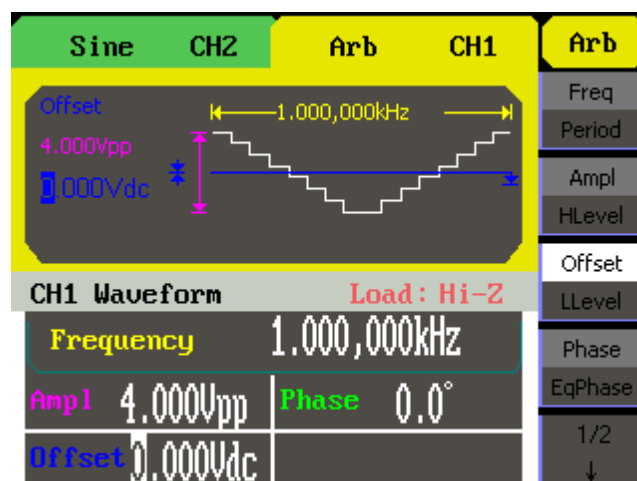 Sine CH2 Arb CH1 Arb
Offset
1.000,000kHz
4.000Vpp
0.000Vdc
Freq
Period
Ampl
HLevel
Offset
LLevel
Phase
EqPhase
1/2
↓
CH1 Waveform Load: Hi-Z
Frequency 1.000,000kHz
Ampl 4.000Vpp Phase 0.0°
Offset 0.000Vdc